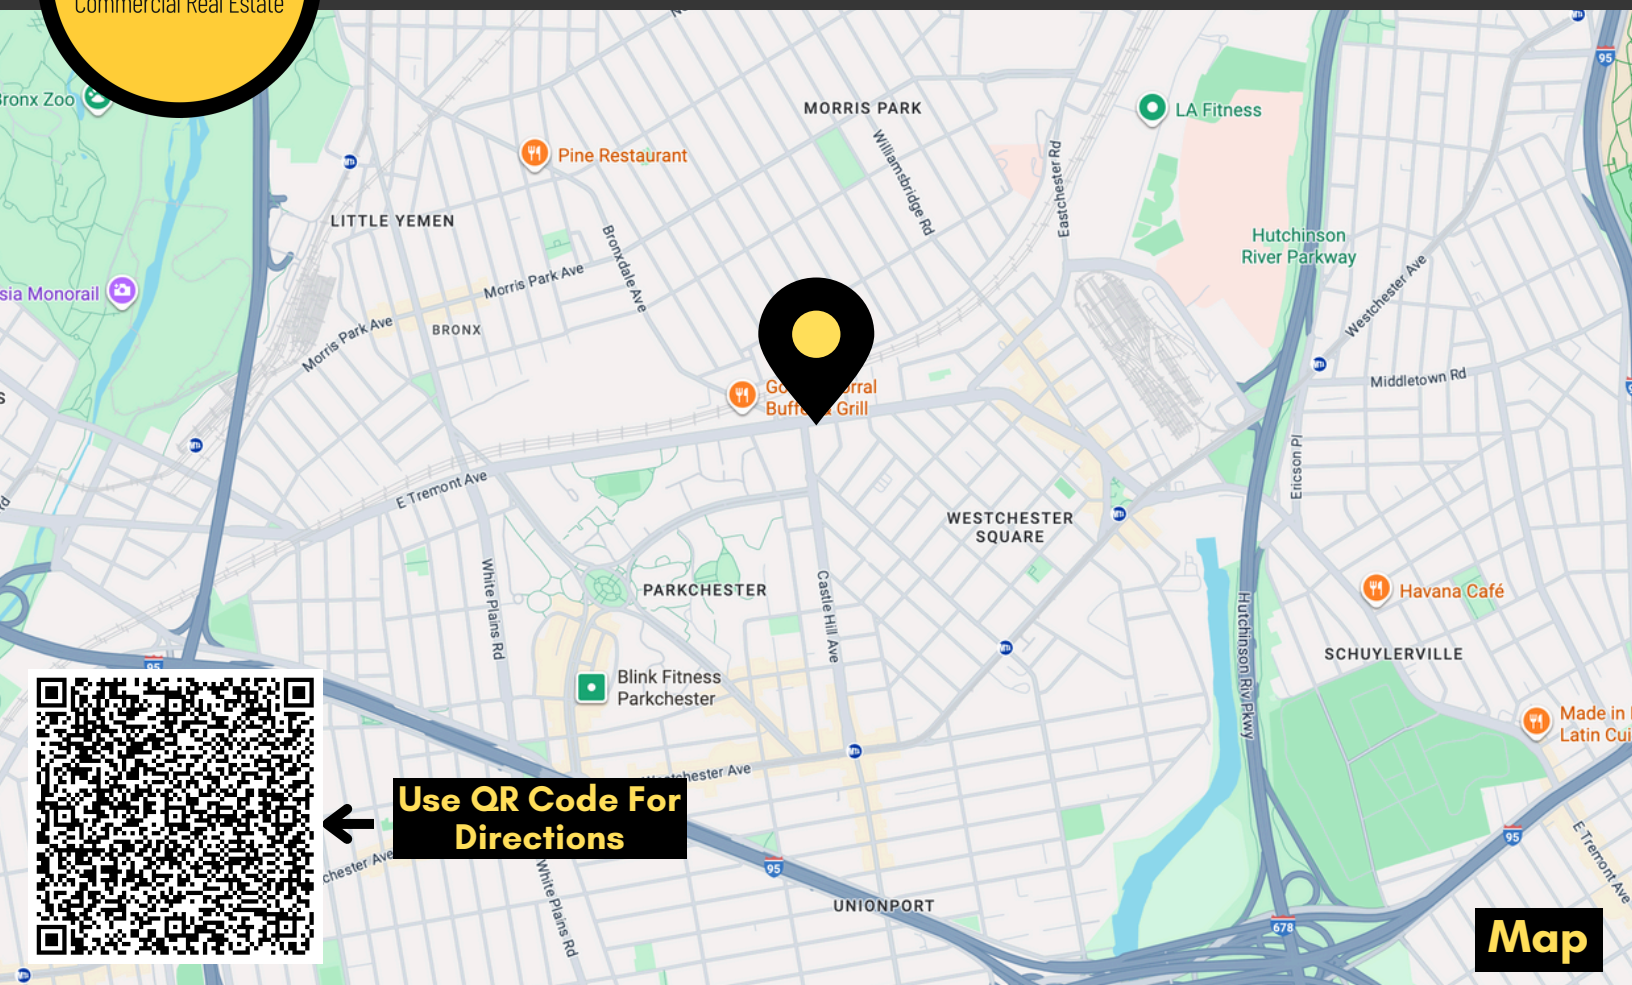 Commercial Real Estate
95
MORRIS PARK
LA Fitness
Bronx Zoo
Pine Restaurant
Williamsbridge Rd
Eastchester Rd
LITTLE YEMEN
Hutchinson
River Parkway
Bronxdale Ave
Morris Park Ave
sia Monorail
Westchester Ave
Morris Park Ave
BRONX
Middletown Rd
Buffe & Grill
Ericson Pl
E Tremont Ave
WESTCHESTER
SQUARE
White Plains Rd
PARKCHESTER
Castle Hill Ave
Havana Café
Hutchinson Riv Pkwy
SCHUYLERVILLE
95
Blink Fitness
Parkchester
Made in
Latin Cui
Westchester Ave
Use QR Code For
Directions
95
95
E Tremont Ave
chester Ave
White Plains Rd
UNIONPORT
678
Map